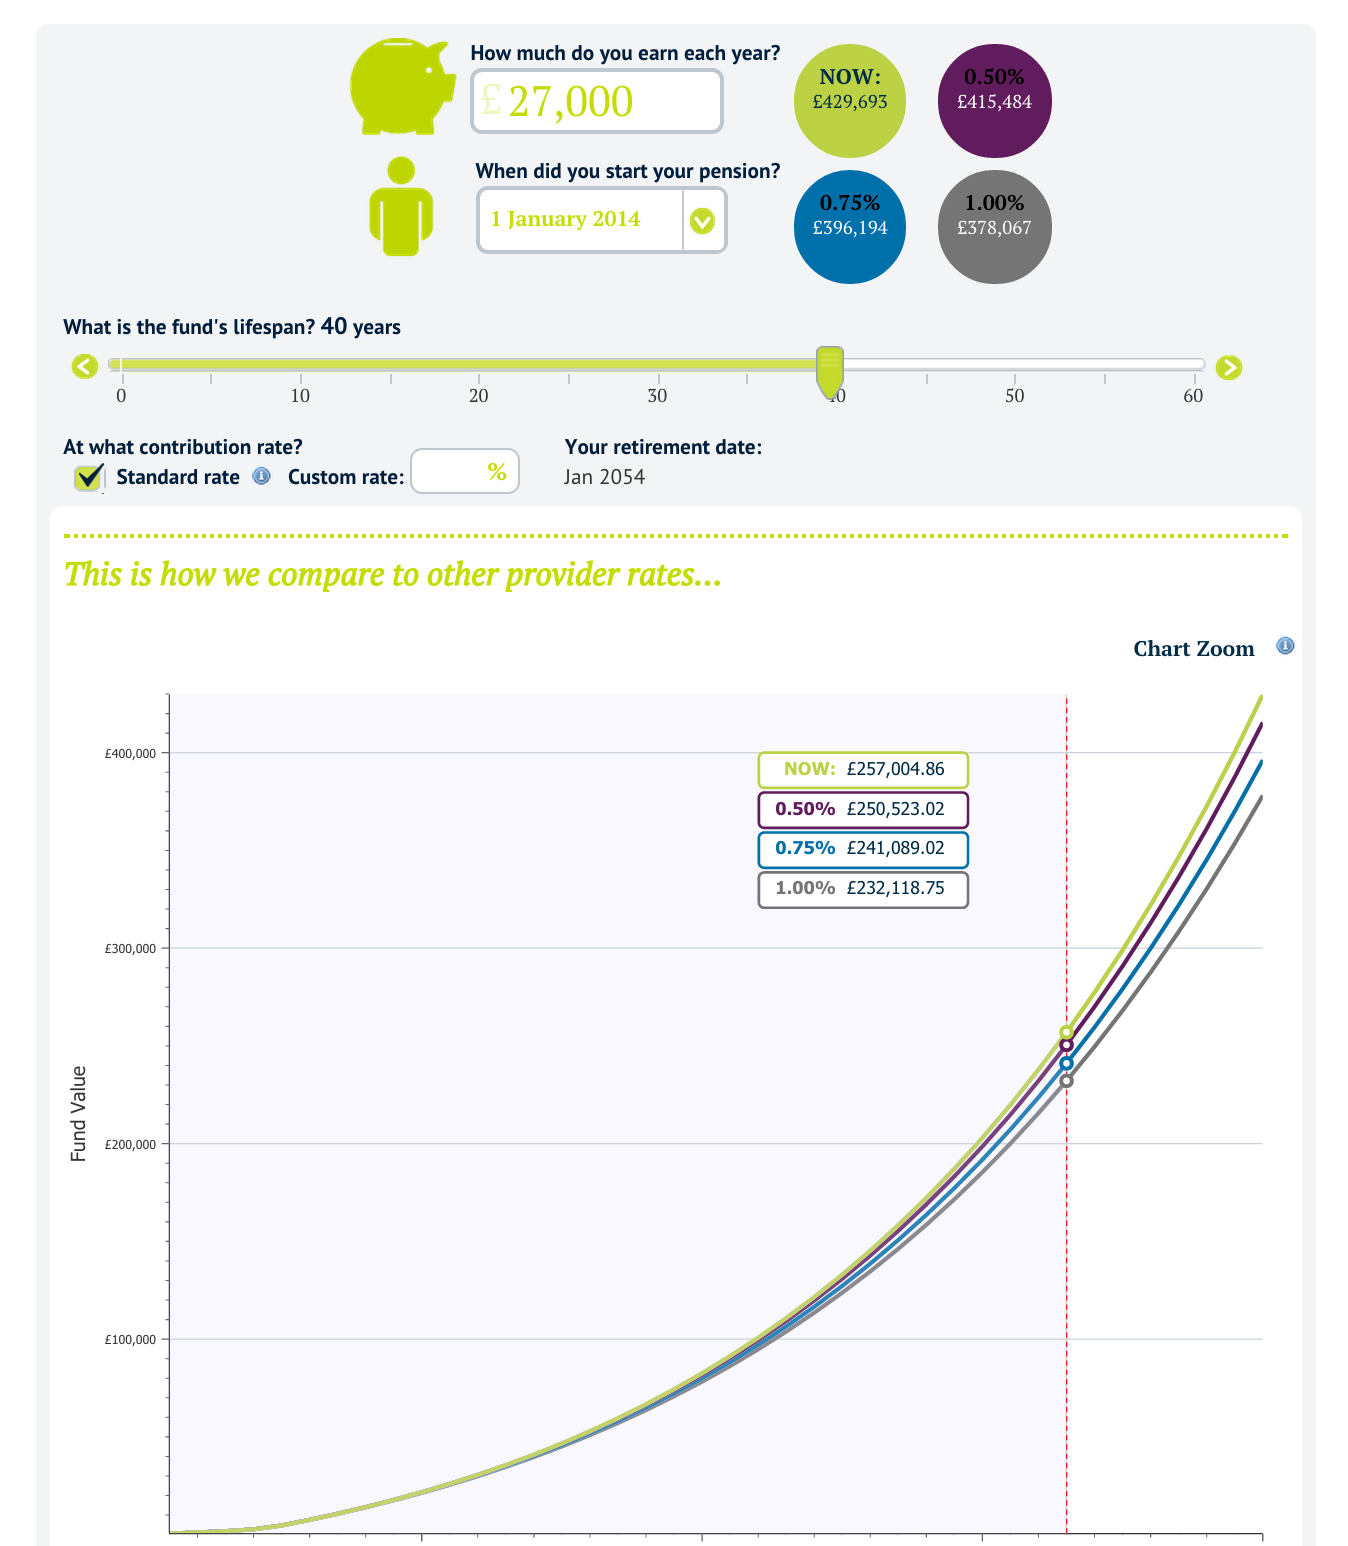 How much do you earn each year?
£ 27,000
NOW:
£429,693
0.50%
£415,484
When did you start your pension?
1 January 2014
0.75%
£396,194
1.00%
£378,067
What is the fund's lifespan? 40 years
0 10 20 30 40 50 60
At what contribution rate?
Standard rate Custom rate: %
Your retirement date:
Jan 2054
This is how we compare to other provider rates...
Chart Zoom
£400,000
£300,000
£200,000
£100,000
Fund Value
NOW: £257,004.86
0.50% £250,523.02
0.75% £241,089.02
1.00% £232,118.75